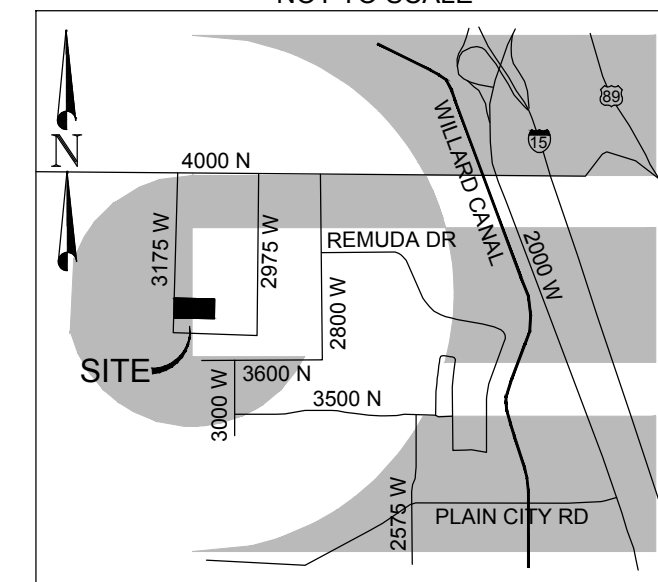 NOT TO SCALE
89
15
N
4000 N
WILLARD CANAL
3175 W
2975 W
REMUDA DR
2000 W
2800 W
SITE
3600 N
3000 W
3500 N
2575 W
PLAIN CITY RD